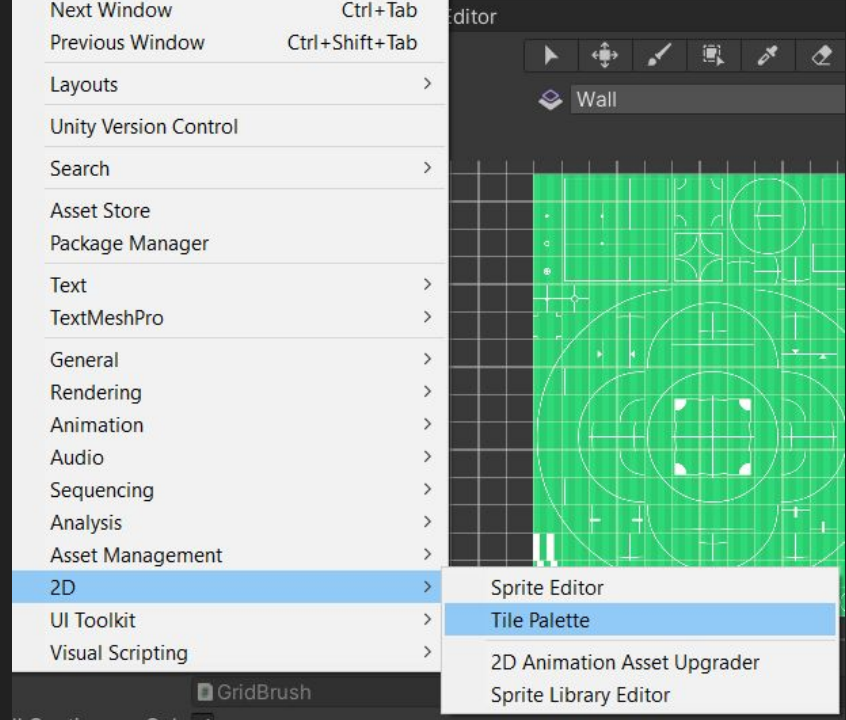 Next Window Ctrl+Tab
Previous Window Ctrl+Shift+Tab
Layouts
Unity Version Control
Search
Asset Store
Package Manager
Text
TextMeshPro
General
Rendering
Animation
Audio
Sequencing
Analysis
Asset Management
2D
UI Toolkit
Visual Scripting
Editor
Wall
Sprite Editor
Tile Palette
2D Animation Asset Upgrader
Sprite Library Editor
GridBrush